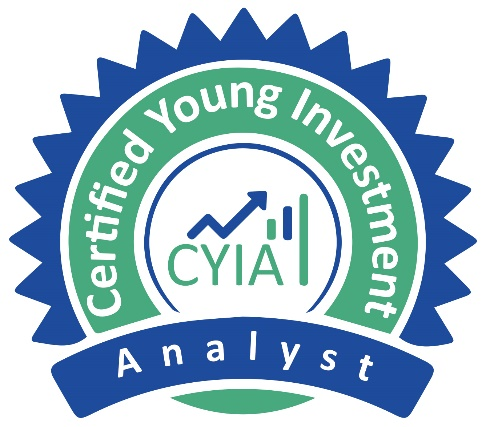 Certified Young Investment
CYIA
Analyst